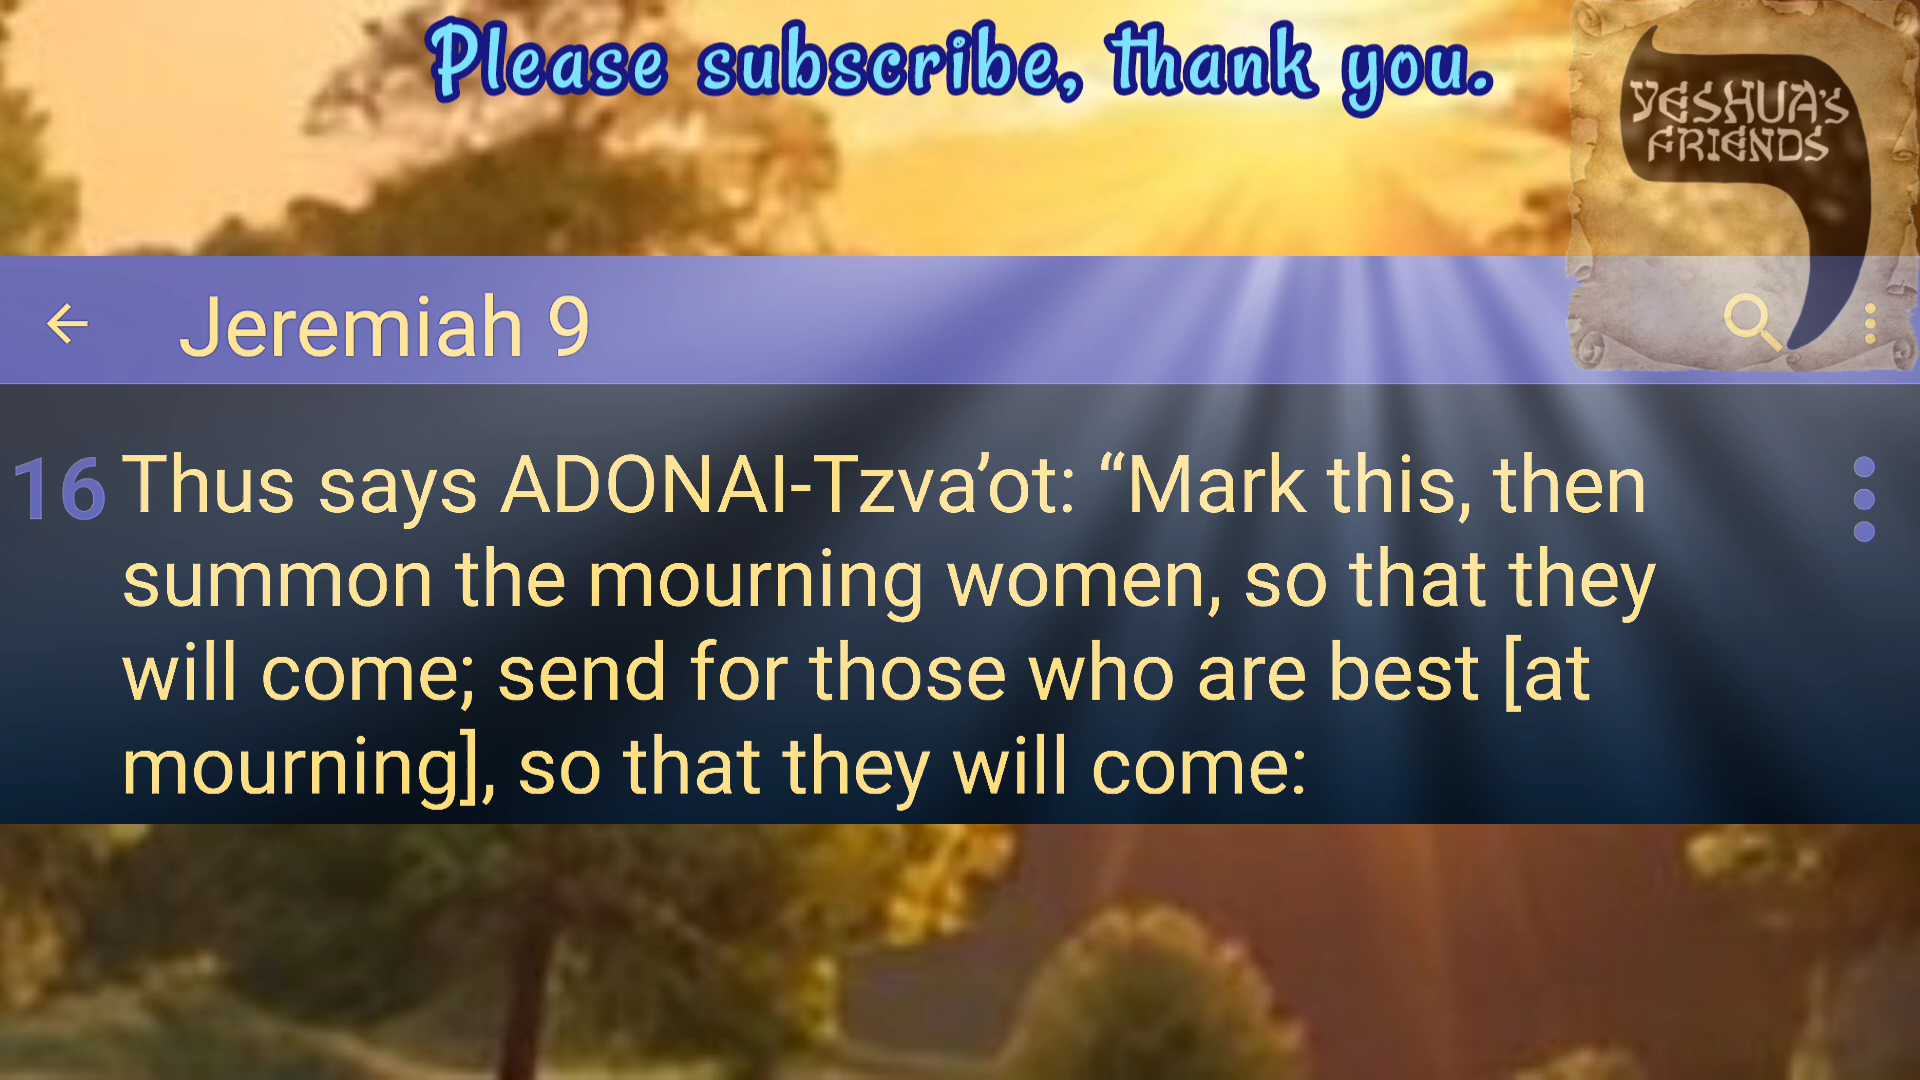 Please subscribe, thank you.
YESHUA'S
FRIENDS
Jeremiah 9
16 Thus says ADONAI-Tzva’ot: “Mark this, then
summon the mourning women, so that they
will come; send for those who are best [at
mourning], so that they will come: